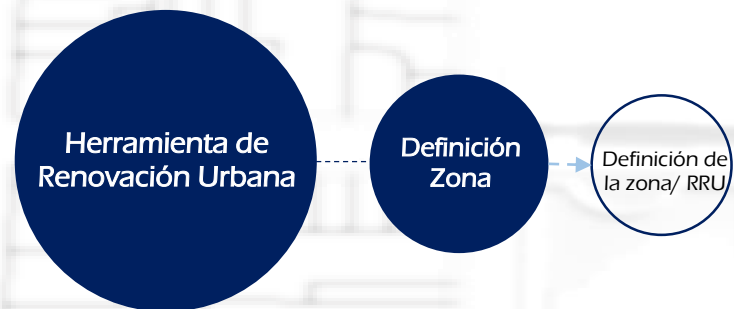 Herramienta de
Renovación Urbana
Definición
Zona
Definición de
la zona/ RRU